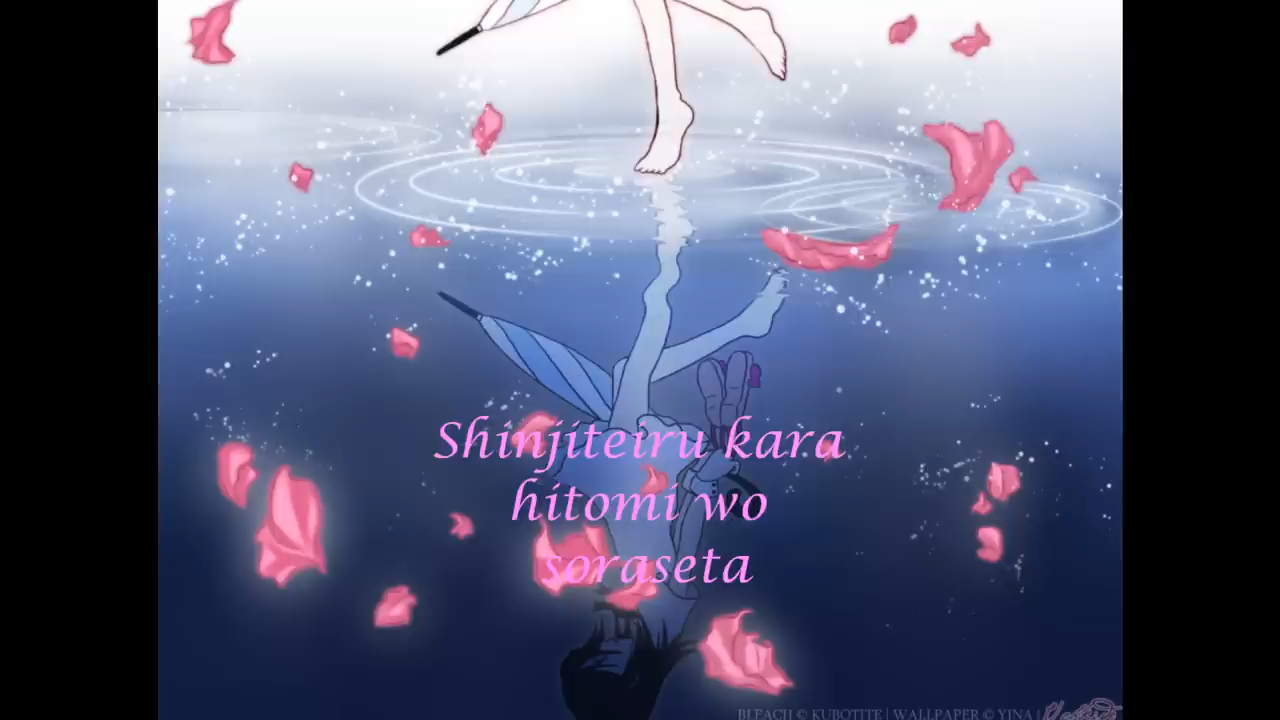 Shinjiteiru kara
hitomi wo
soraseta
BLEACH © KUBOTITE | WALLPAPER © YINA |